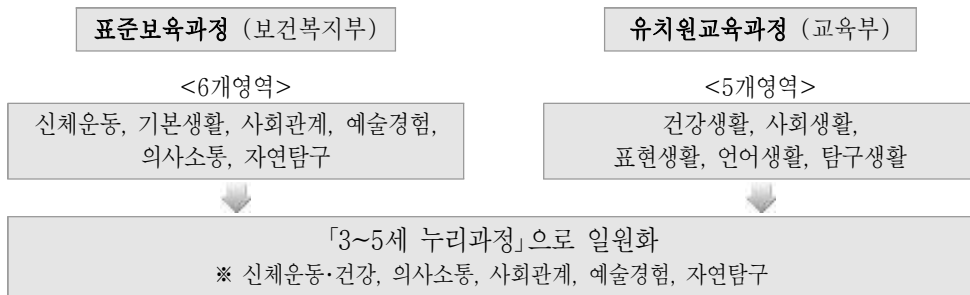 표준보육과정 (보건복지부)
유치원교육과정 (교육부)
<6개영역>
<5개영역>
신체운동, 기본생활, 사회관계, 예술경험,
의사소통, 자연탐구
건강생활, 사회생활,
표현생활, 언어생활, 탐구생활
「3~5세 누리과정」으로 일원화
※ 신체운동·건강, 의사소통, 사회관계, 예술경험, 자연탐구